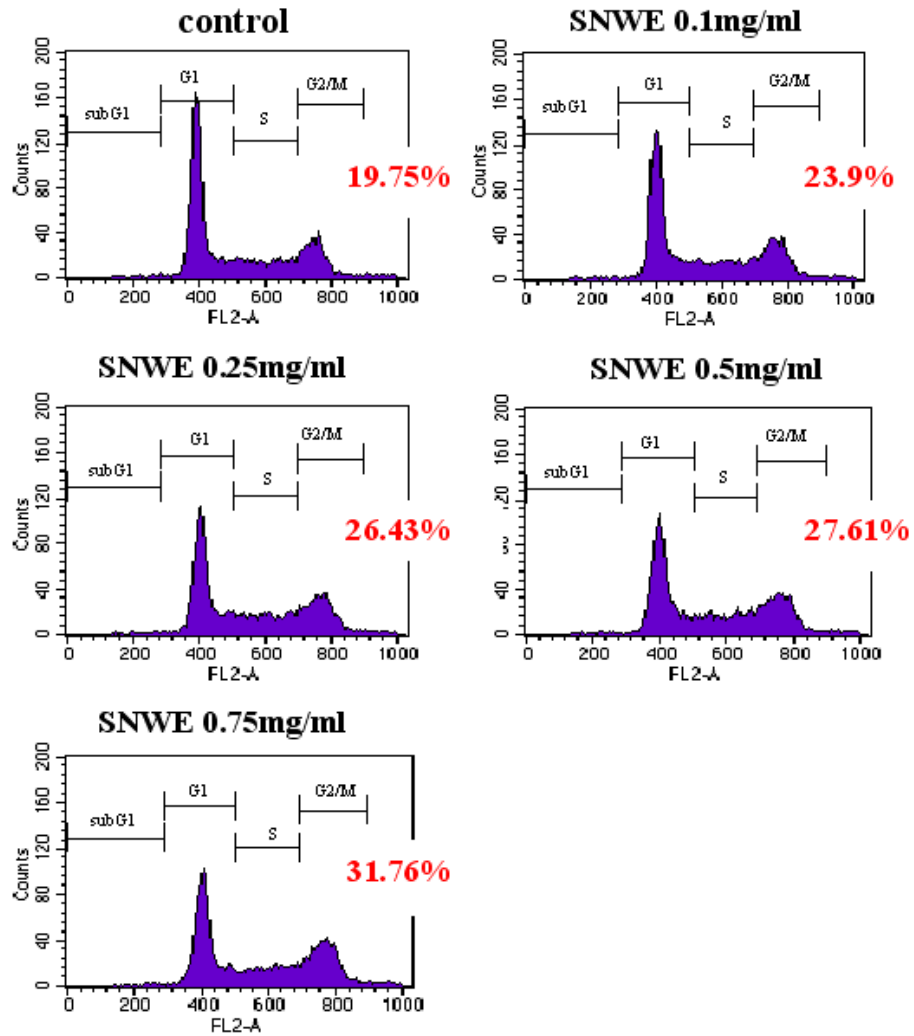 control
200
160
120
80
40
0
Counts
subG1
G1
S
G2/M
19.75%
0 200 400 600 800 1000
FL2-A
SNWE 0.1mg/ml
200
160
120
80
40
0
Counts
subG1
G1
S
G2/M
23.9%
0 200 400 600 800 1000
FL2-A
SNWE 0.25mg/ml
200
160
120
80
40
0
Counts
subG1
G1
S
G2/M
26.43%
0 200 400 600 800 1000
FL2-A
SNWE 0.5mg/ml
200
160
40
0
subG1
G1
S
G2/M
27.61%
0 200 400 600 800 1000
FL2-A
SNWE 0.75mg/ml
200
160
120
80
40
0
Counts
subG1
G1
S
G2/M
31.76%
0 200 400 600 800 1000
FL2-A